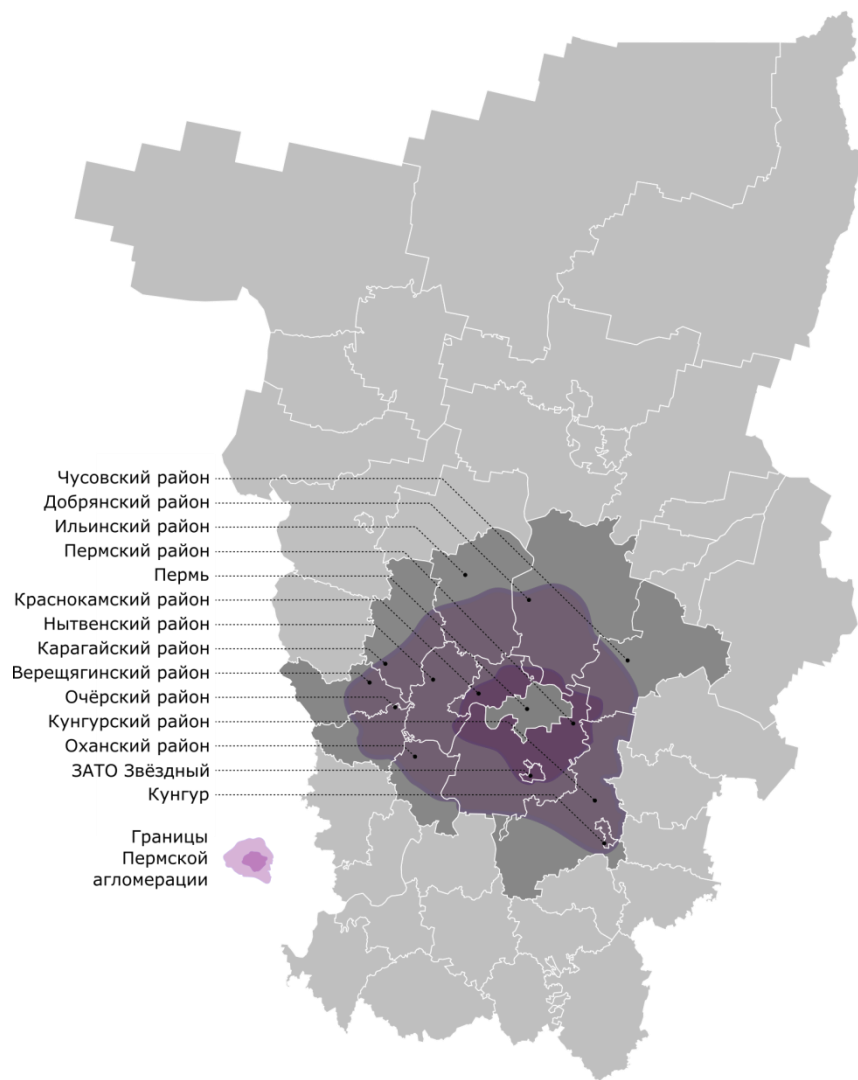 Чусовский район
Добрянский район
Ильинский район
Пермский район
Пермь
Краснокамский район
Нытвенский район
Карагайский район
Верещягинский район
Очёрский район
Кунгурский район
Оханский район
ЗАТО Звёздный
Кунгур
Границы
Пермской
агломерации